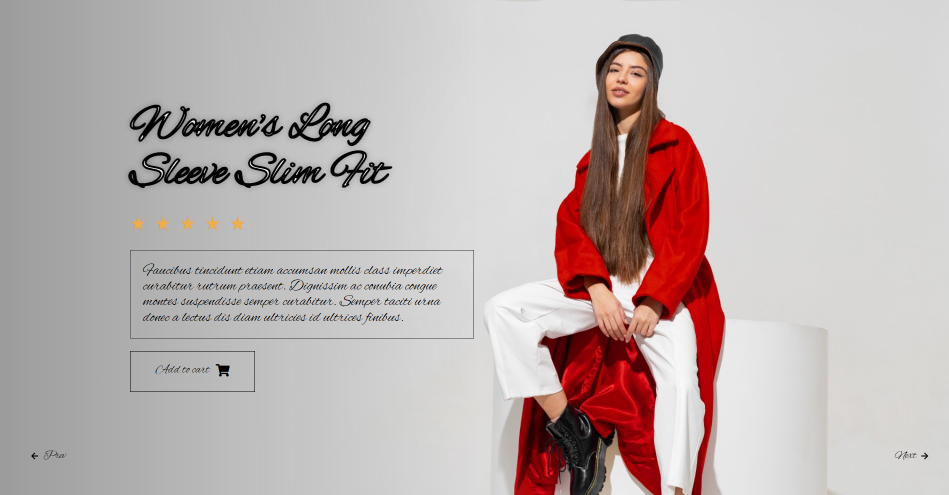 Women's Long
Sleeve Slim Fit
Faucibus tincidunt etiam accumsan mollis class imperdiet
curabitur rutrum praesent. Dignissim ac conubia congue
montes suspendisse semper curabitur. Semper taciti urna
donec a lectus dis diam ultricies id ultrices finibus.
Add to cart
Prev
Next